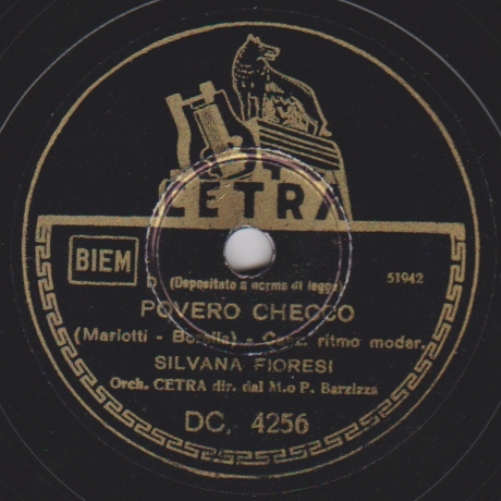 CETRA
BIEM
D (Depositato a norma di legge)
51942
POVERO CHECCO
(Mariotti - Borella) - Canz. ritmo moder.
SILVANA FIORESI
Orch. CETRA dir. dal M.o P. Barzizza
DC. 4256